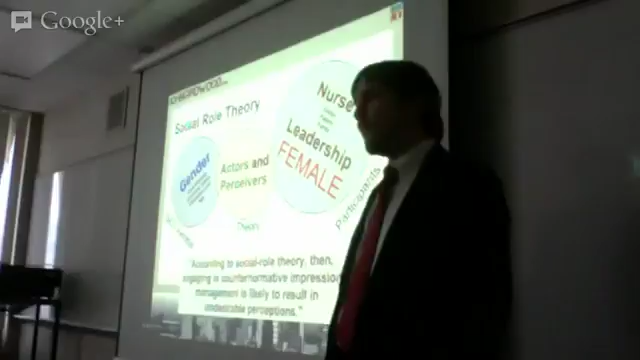 Google+
Social Role Theory
Nurse
Leadership
FEMALE
Gender
Actors and
Perceivers
Theory
Participants
"According to social-role theory, then,
engaging in counternormative impression
management is likely to result in
undesirable perceptions."